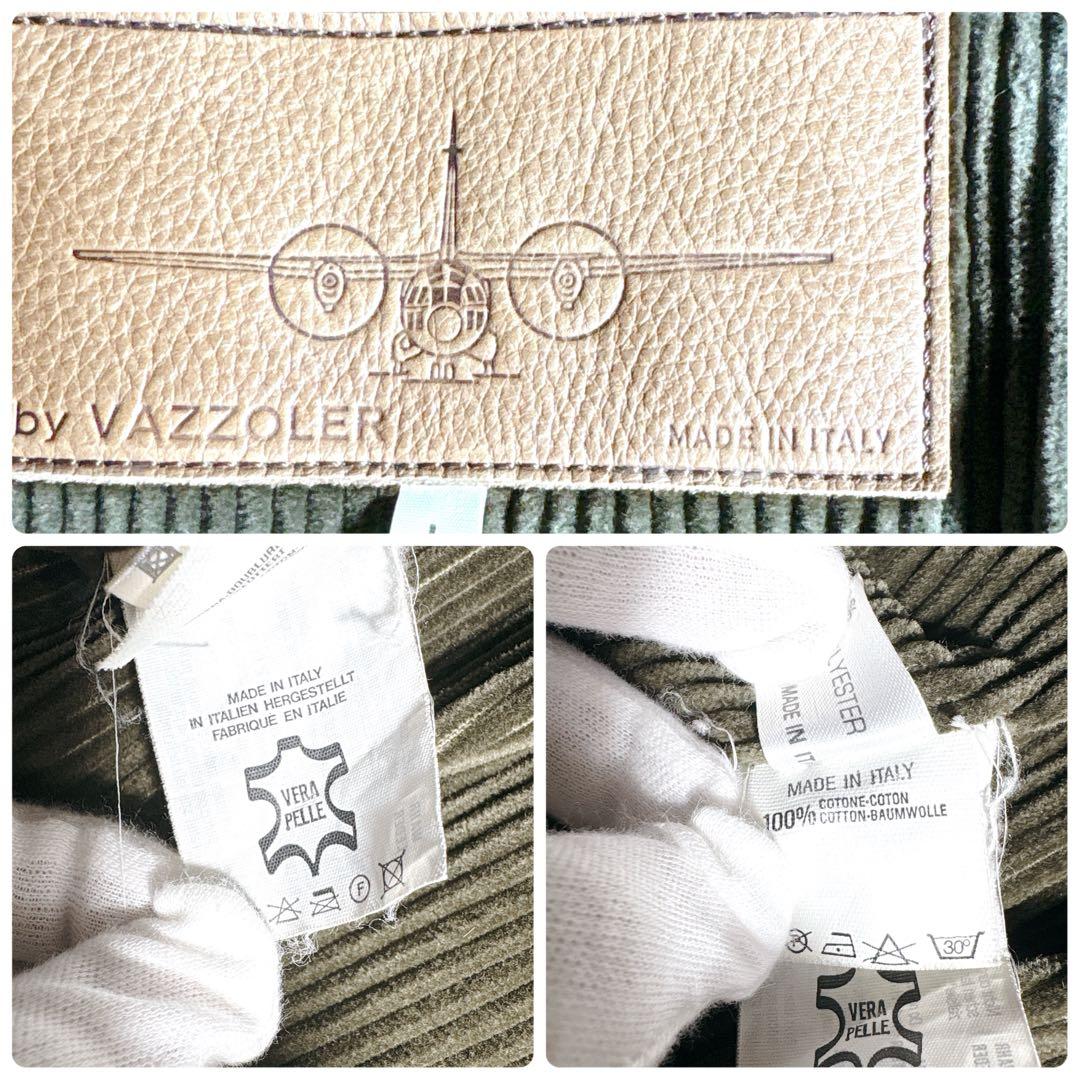 by VAZZOLER
MADE IN ITALY
MADE IN ITALY
IN ITALIEN HERGESTELLT
FABRIQUE EN ITALIE
VERA
PELLE
F
LYESTER
MADE IN IT
MADE IN ITALY
100% COTONE-COTON
COTTON-BAUMWOLLE
30°
VERA
PELLE